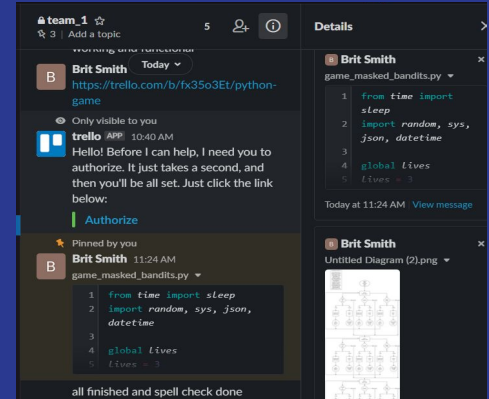 ateam_1
3 | Add a topic
5
Details
working and functional
Today
Brit Smith
https://trello.com/b/fx35o3Et/python-
game
Only visible to you
trello APP 10:40 AM
Hello! Before I can help, I need you to
authorize. It just takes a second, and
then you'll be all set. Just click the link
below:
Authorize
Pinned by you
Brit Smith 11:24 AM
game_masked_bandits.py
1 from time import sleep
2 import random, sys, json,
datetime
3
4 global lives
5 lives = 3
all finished and spell check done
Brit Smith
game_masked_bandits.py
1 from time import
sleep
2 import random, sys,
json, datetime
3
4 global lives
5 lives = 3
Today at 11:24 AM | View message
Brit Smith
Untitled Diagram (2).png